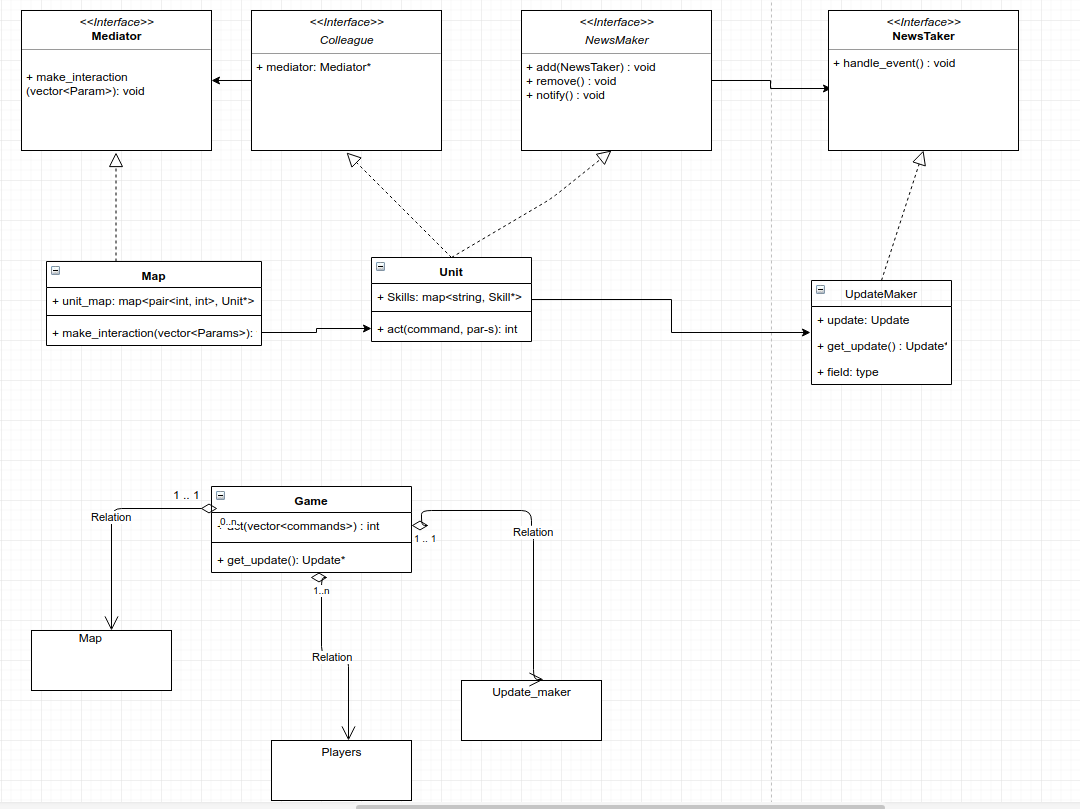 <<Interface>>
Mediator
+ make_interaction
(vector<Param>): void
<<Interface>>
Colleague
+ mediator: Mediator*
<<Interface>>
NewsMaker
+ add(NewsTaker) : void
+ remove() : void
+ notify() : void
<<Interface>>
NewsTaker
+ handle_event() : void
Map
+ unit_map: map<pair<int, int>, Unit*>
+ make_interaction(vector<Params>):
Unit
+ Skills: map<string, Skill*>
+ act(command, par-s): int
UpdateMaker
+ update: Update
+ get_update() : Update*
+ field: type
1 .. 1
Relation
Game
0..n
(vector<commands>) : int
+ get_update(): Update*
1 .. 1
Relation
1..n
Relation
Map
Update_maker
Players